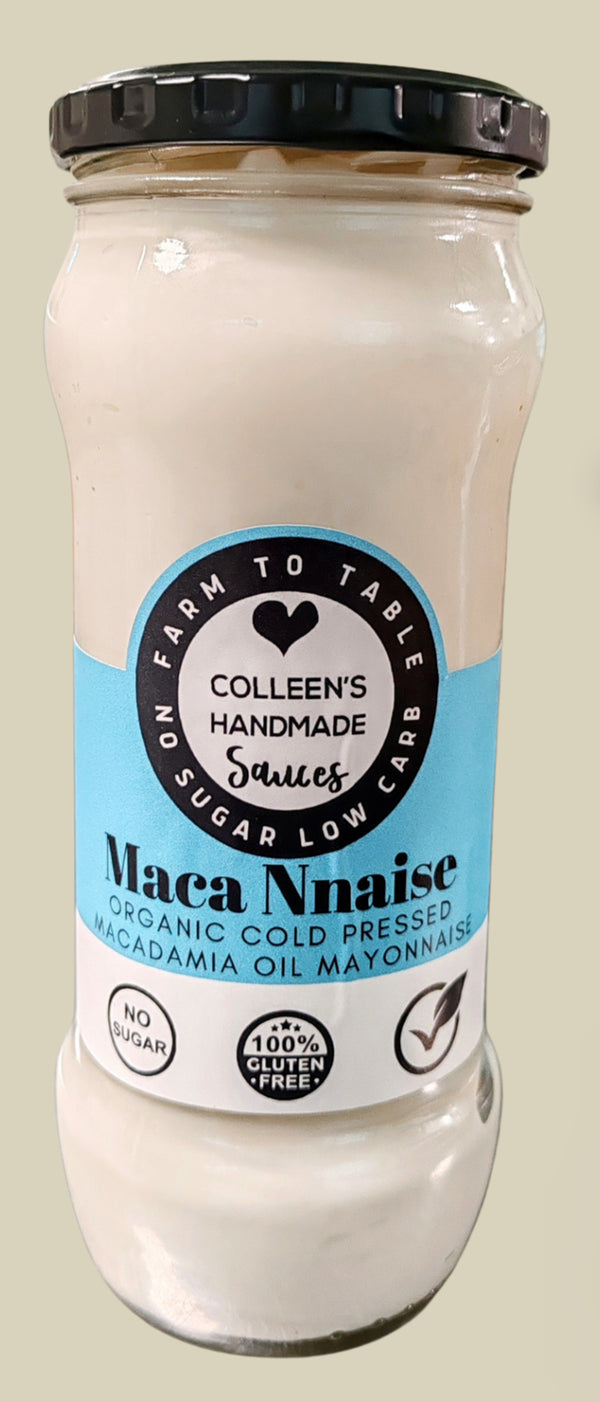 FARM TO TABLE
COLLEEN'S
HANDMADE
Sauces
NO SUGAR LOW CARB
Maca Nnaise
ORGANIC COLD PRESSED
MACADAMIA OIL MAYONNAISE
NO
SUGAR
100%
GLUTEN
•FREE•